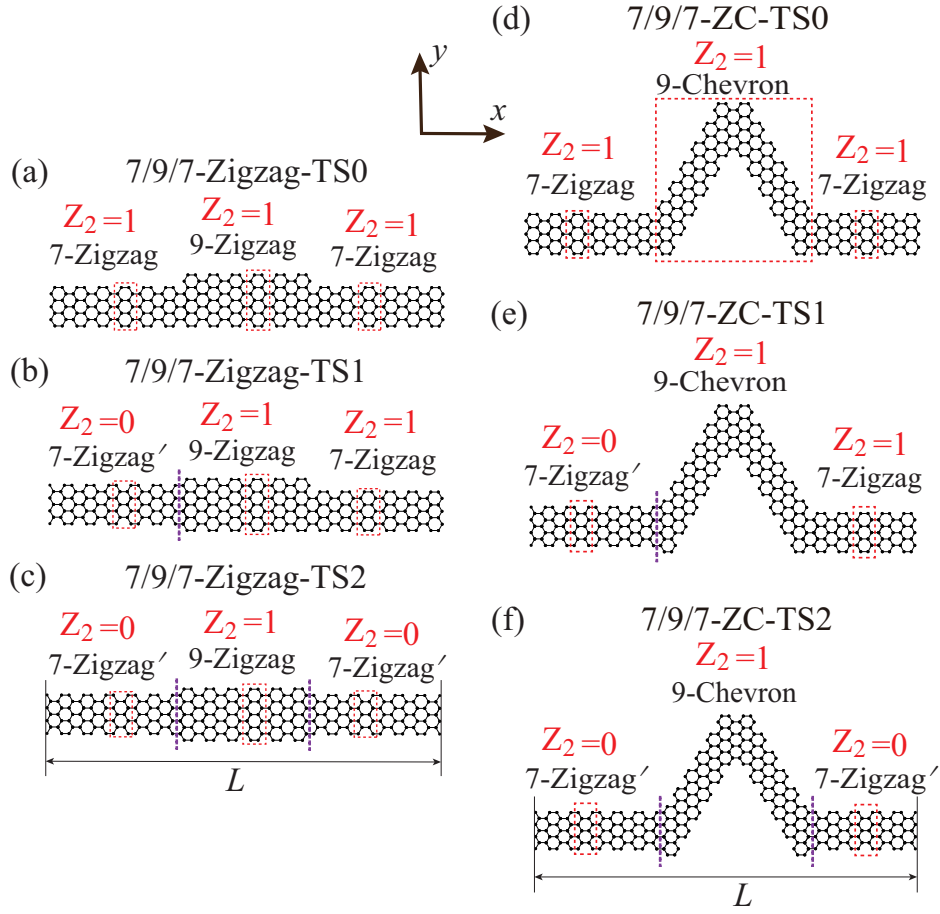 y
x
(a)
7/9/7-Zigzag-TS0
Z2=1
7-Zigzag
Z2=1
9-Zigzag
Z2=1
7-Zigzag
(b)
7/9/7-Zigzag-TS1
Z2=0
7-Zigzag′
Z2=1
9-Zigzag
Z2=1
7-Zigzag
(c)
7/9/7-Zigzag-TS2
Z2=0
7-Zigzag′
Z2=1
9-Zigzag
Z2=0
7-Zigzag′
L
(d)
7/9/7-ZC-TS0
Z2=1
9-Chevron
Z2=1
7-Zigzag
Z2=1
7-Zigzag
(e)
7/9/7-ZC-TS1
Z2=1
9-Chevron
Z2=0
7-Zigzag′
Z2=1
7-Zigzag
(f)
7/9/7-ZC-TS2
Z2=1
9-Chevron
Z2=0
7-Zigzag′
Z2=0
7-Zigzag′
L